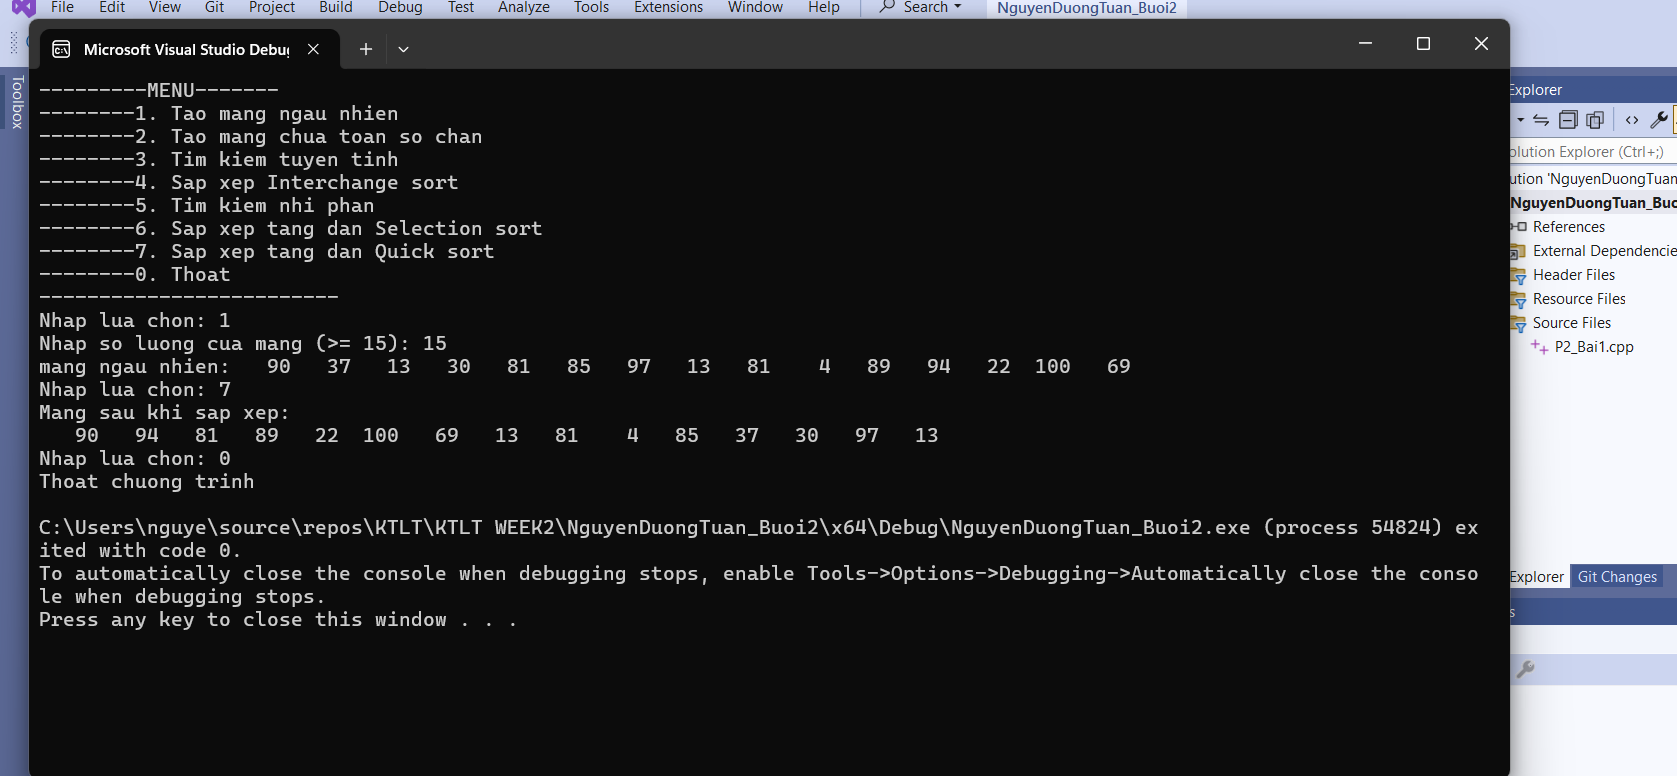 File Edit View Git Project Build Debug Test Analyze Tools Extensions Window Help Search NguyenDuongTuan_Buoi2
Microsoft Visual Studio Debug
Toolbox
---------MENU-------
--------1. Tao mang ngau nhien
--------2. Tao mang chua toan so chan
--------3. Tim kiem tuyen tinh
--------4. Sap xep Interchange sort
--------5. Tim kiem nhi phan
--------6. Sap xep tang dan Selection sort
--------7. Sap xep tang dan Quick sort
--------0. Thoat
-------------------------
Nhap lua chon: 1
Nhap so luong cua mang (>= 15): 15
mang ngau nhien:   90   37   13   30   81   85   97   13   81    4   89   94   22  100   69
Nhap lua chon: 7
Mang sau khi sap xep:
   90   94   81   89   22  100   69   13   81    4   85   37   30   97   13
Nhap lua chon: 0
Thoat chuong trinh
C:\Users\nguye\source\repos\KTLT\KTLT WEEK2\NguyenDuongTuan_Buoi2\x64\Debug\NguyenDuongTuan_Buoi2.exe (process 54824) ex
ited with code 0.
To automatically close the console when debugging stops, enable Tools->Options->Debugging->Automatically close the conso
le when debugging stops.
Press any key to close this window . . .
Explorer
olution Explorer (Ctrl+;)
ution 'NguyenDuongTuan
NguyenDuongTuan_Buo
References
External Dependencie
Header Files
Resource Files
Source Files
P2_Bai1.cpp
Explorer Git Changes
s